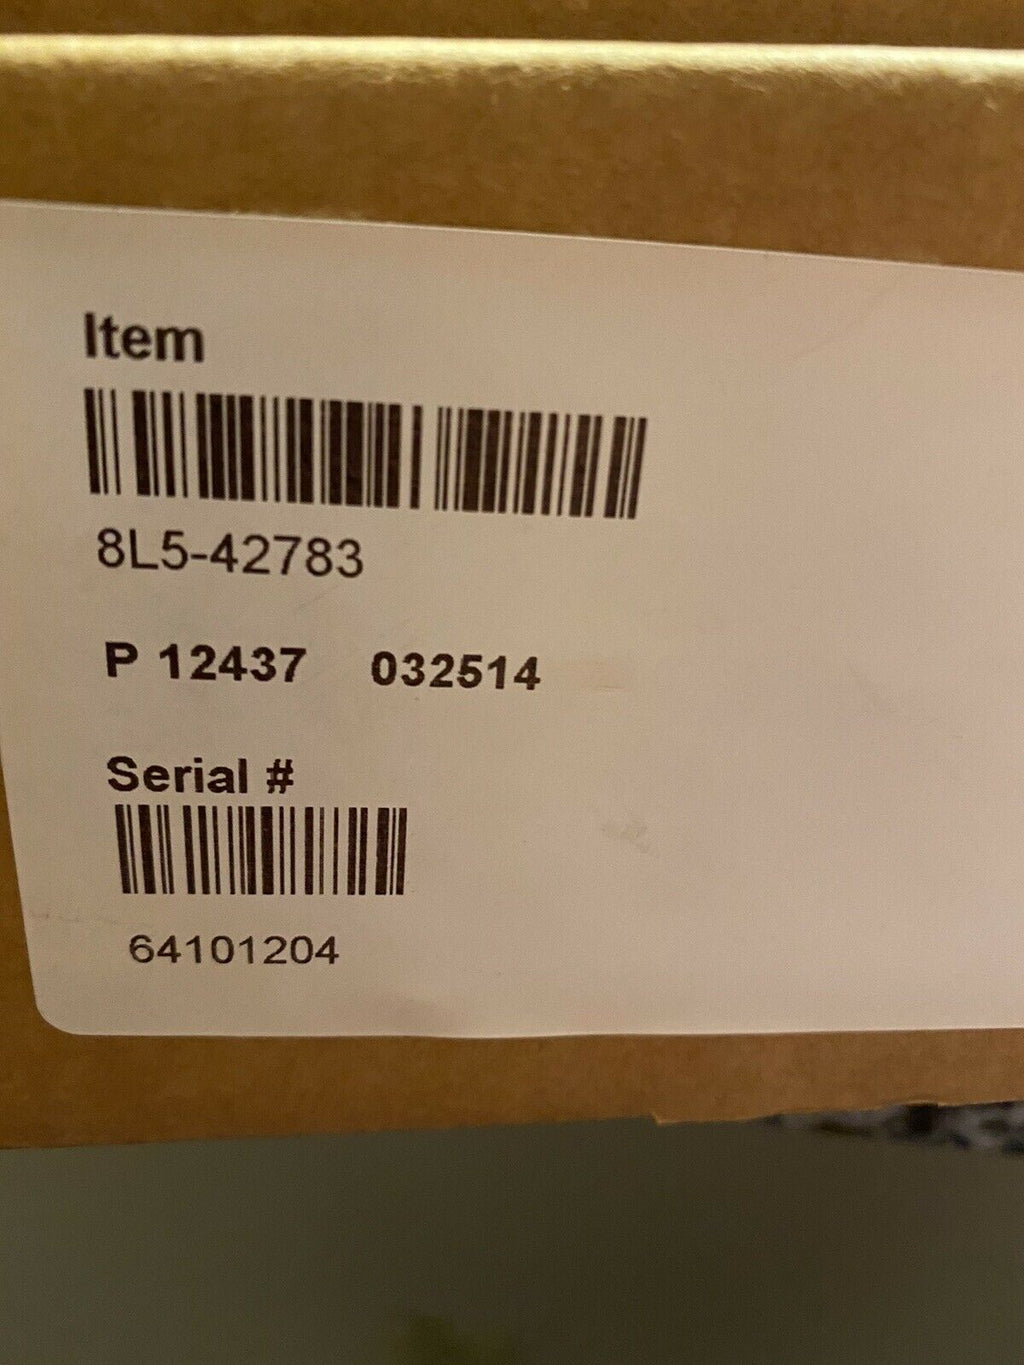 Item
8L5-42783
P 12437 032514
Serial #
64101204